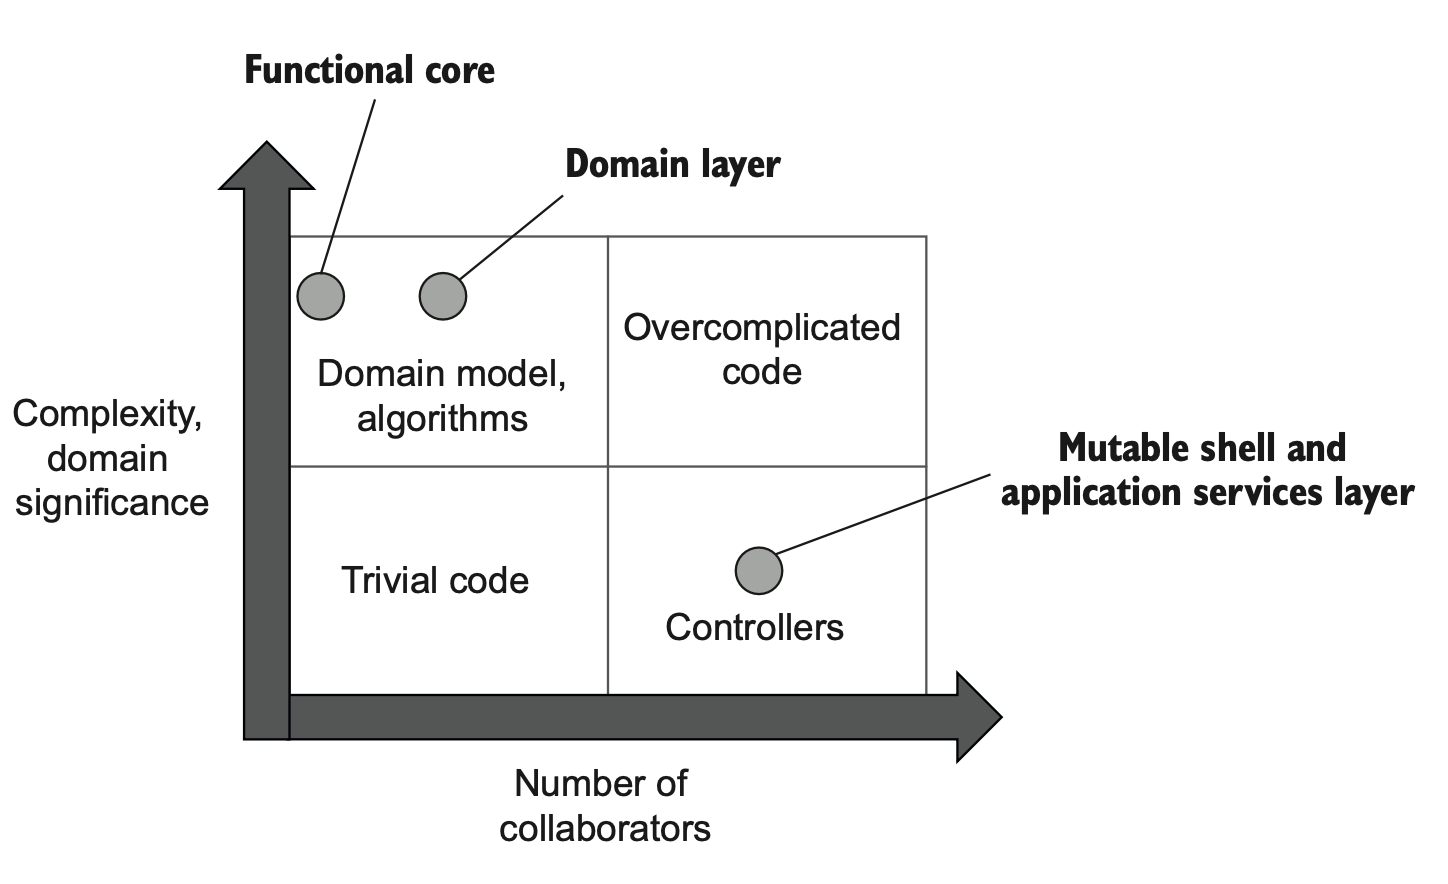 Functional core
Domain layer
Overcomplicated
code
Domain model,
algorithms
Complexity,
domain
significance
Mutable shell and
application services layer
Trivial code
Controllers
Number of
collaborators